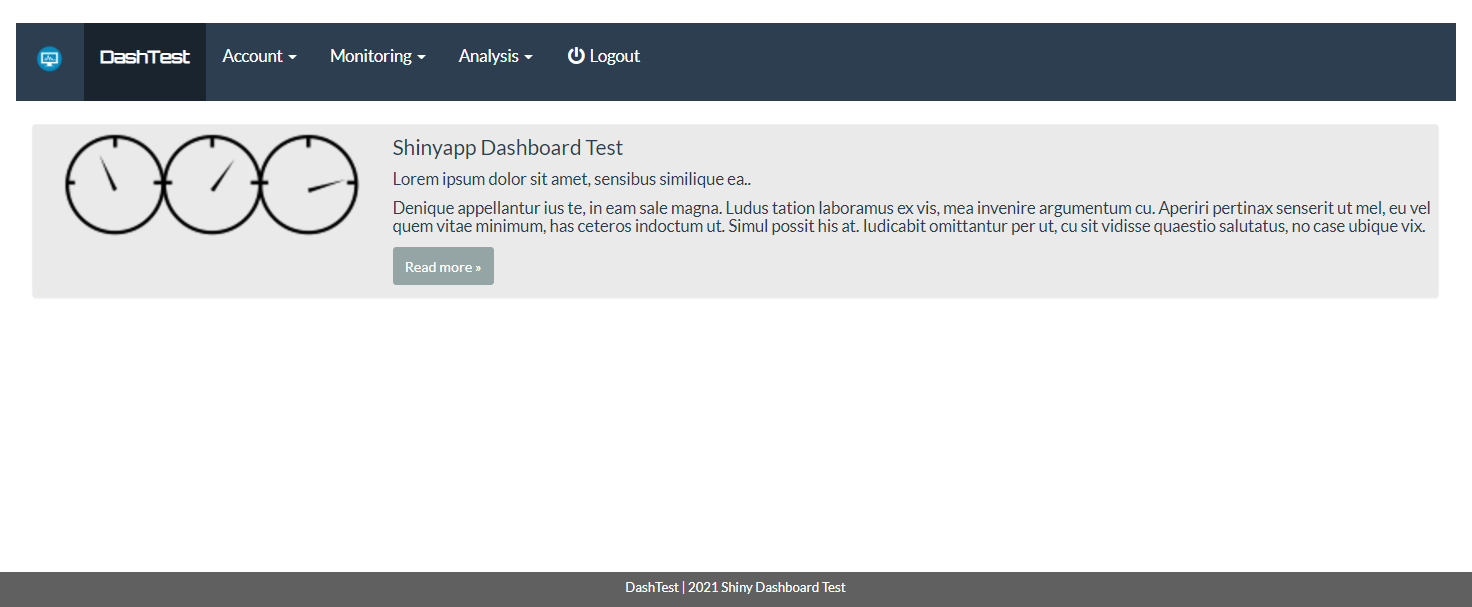 DashTest Account Monitoring Analysis Logout
Shinyapp Dashboard Test
Lorem ipsum dolor sit amet, sensibus similique ea..
Denique appellantur ius te, in eam sale magna. Ludus tation laboramus ex vis, mea invenire argumentum cu. Aperiri pertinax senserit ut mel, eu vel
quem vitae minimum, has ceteros indoctum ut. Simul possit his at. Iudicabit omittantur per ut, cu sit vidisse quaestio salutatus, no case ubique vix.
Read more »
DashTest | 2021 Shiny Dashboard Test